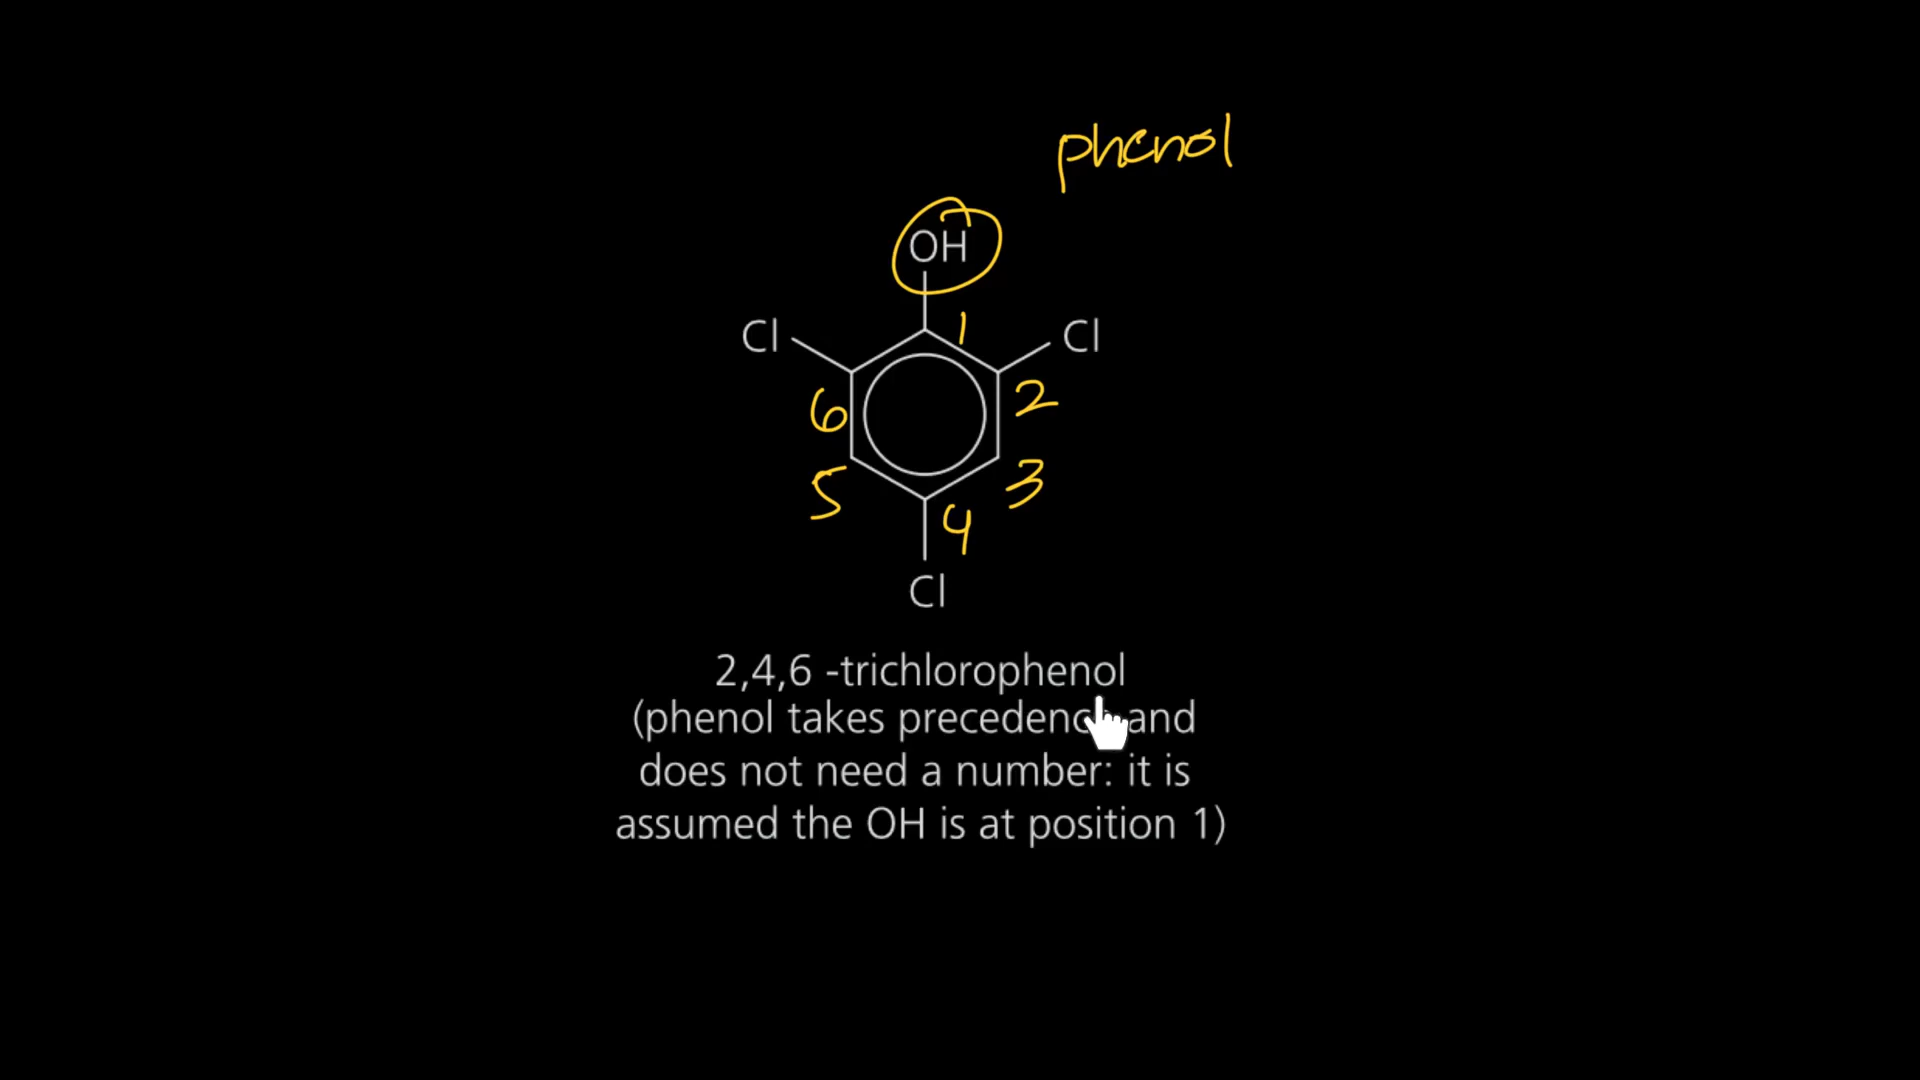 phenol
OH
1
Cl
Cl
6
2
5
3
4
Cl
2,4,6 -trichlorophenol
(phenol takes precedence and
does not need a number: it is
assumed the OH is at position 1)